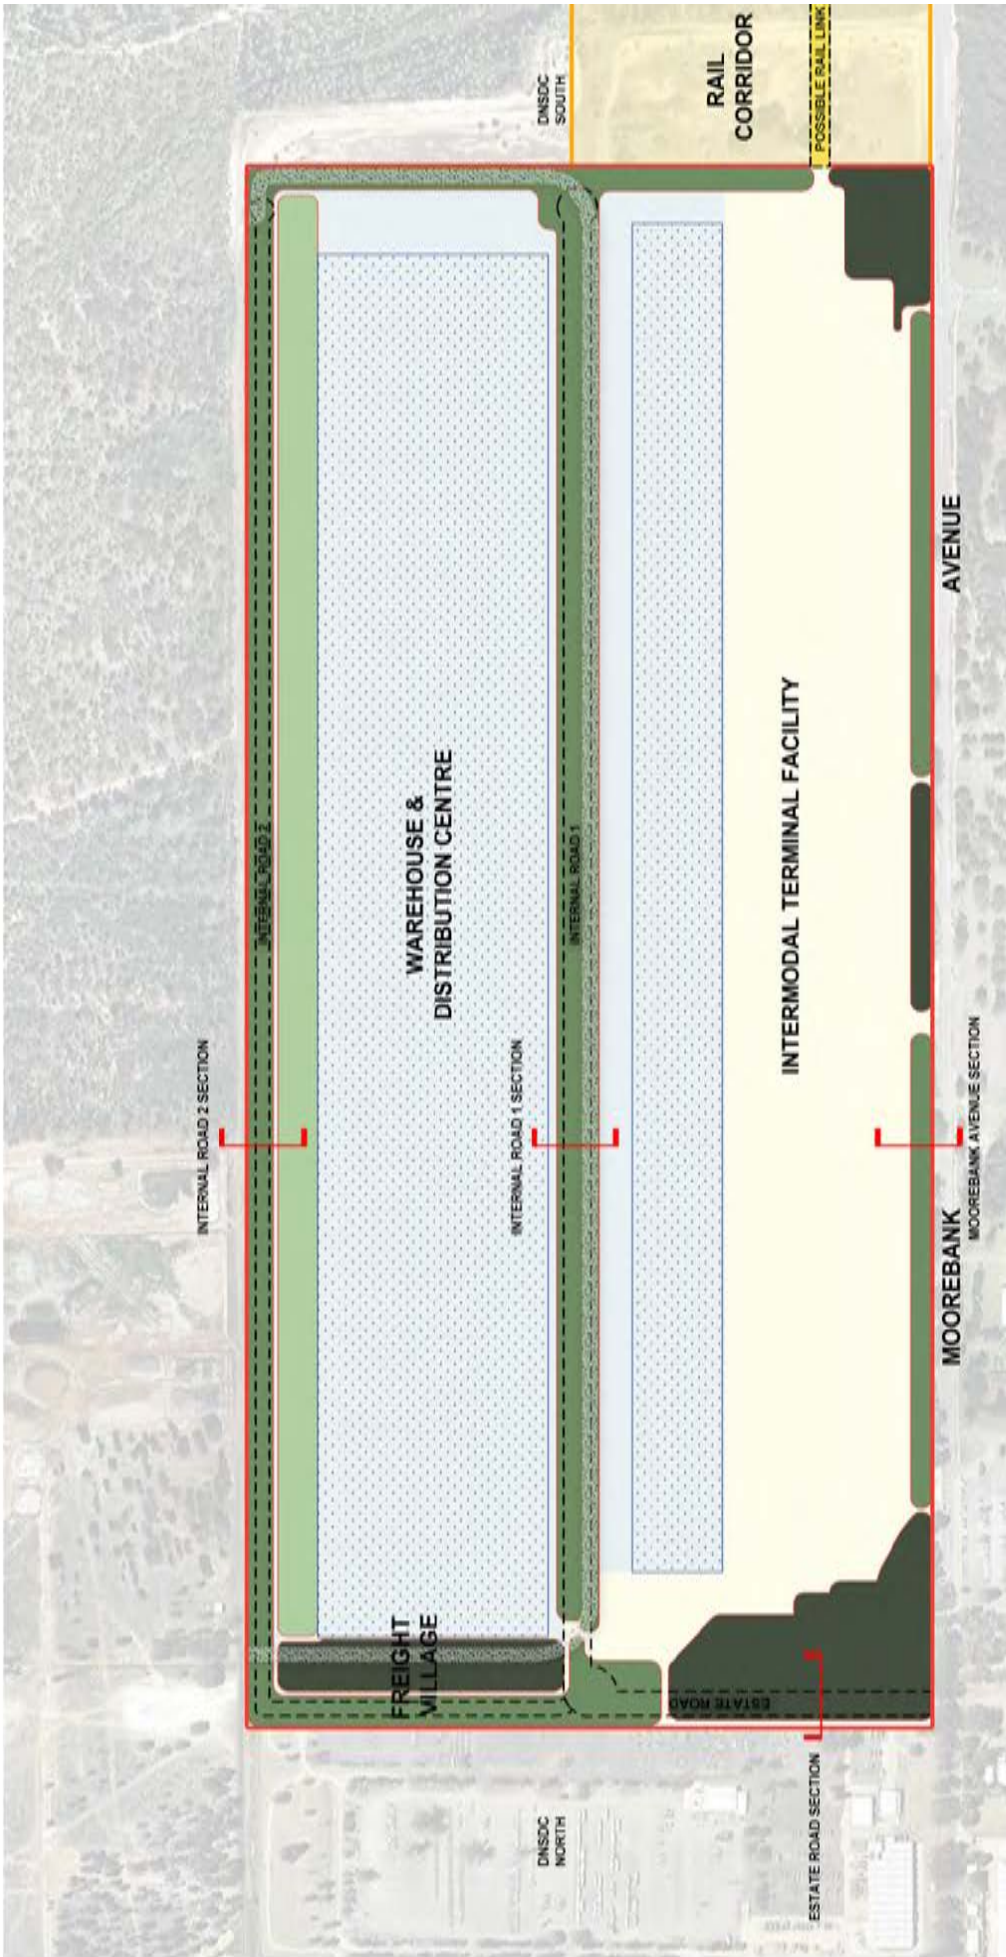 DNSDC
SOUTH
RAIL
CORRIDOR
POSSIBLE RAIL LINK
INTERNAL ROAD 2
WAREHOUSE &
DISTRIBUTION CENTRE
INTERNAL ROAD 1
INTERMODAL TERMINAL FACILITY
MOOREBANK
AVENUE
INTERNAL ROAD 2 SECTION
INTERNAL ROAD 1 SECTION
MOOREBANK AVENUE SECTION
FREIGHT
VILLAGE
ESTATE ROAD
DNSDC
NORTH
ESTATE ROAD SECTION